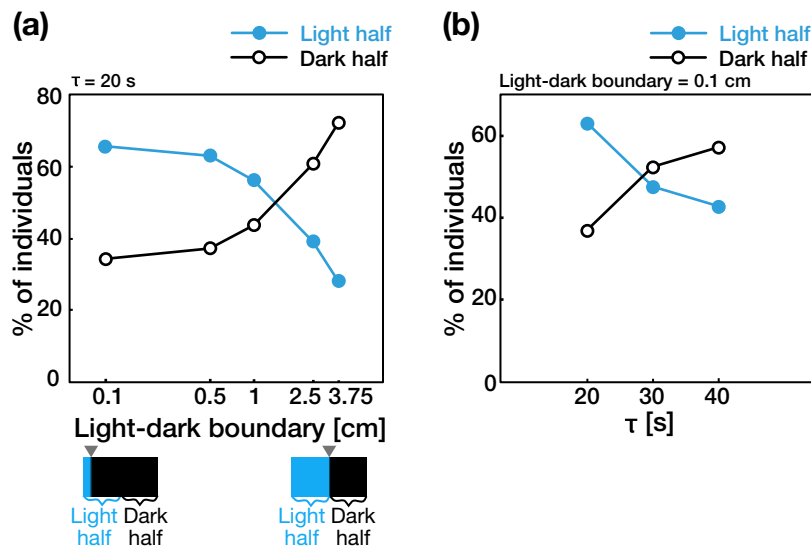 (a)
Light half
Dark half
τ = 20 s
80
60
40
20
0
% of individuals
0.1 0.5 1 2.5 3.75
Light-dark boundary [cm]
Light half
Dark half
Light half
Dark half
(b)
Light half
Dark half
Light-dark boundary = 0.1 cm
60
40
20
0
% of individuals
20 30 40
τ [s]